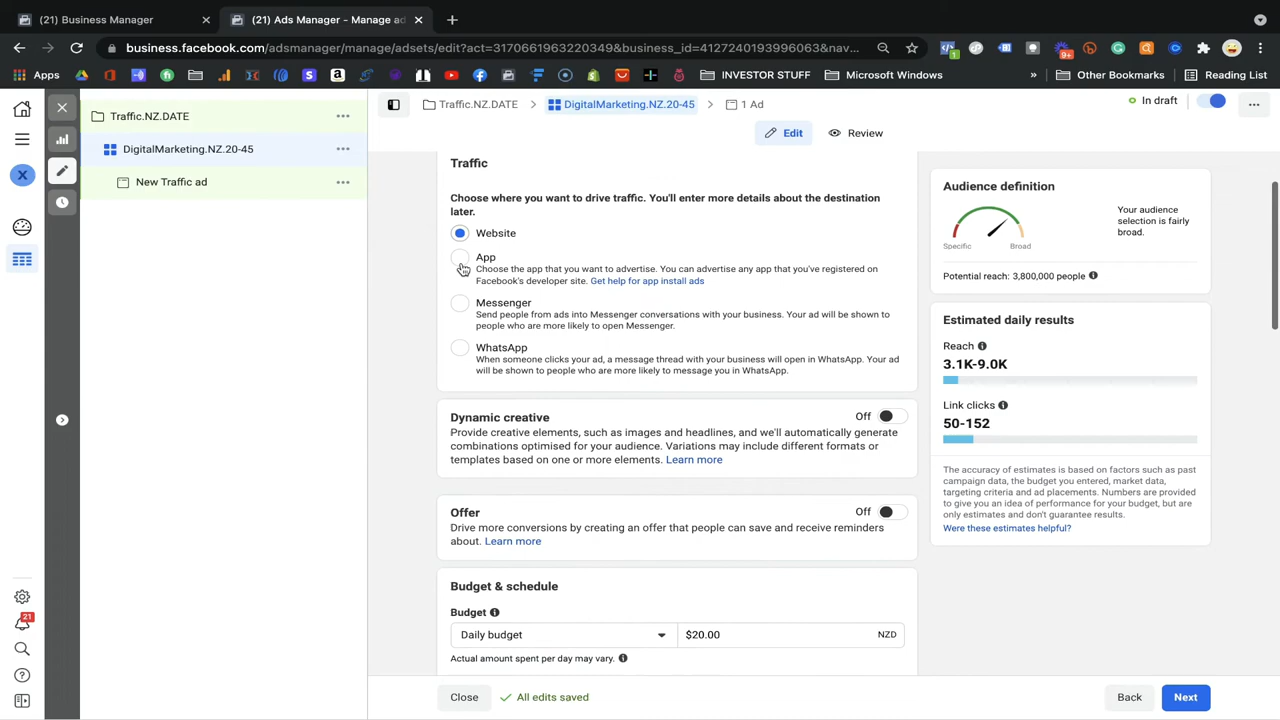 (21) Business Manager
(21) Ads Manager - Manage ad
business.facebook.com/adsmanager/manage/adsets/edit?act=3170661963220349&business_id=4127240193996063&nav...
Apps
INVESTOR STUFF
Microsoft Windows
Other Bookmarks
Reading List
Traffic.NZ.DATE
DigitalMarketing.NZ.20-45
New Traffic ad
Traffic.NZ.DATE
DigitalMarketing.NZ.20-45
1 Ad
In draft
Edit
Review
Traffic
Choose where you want to drive traffic. You'll enter more details about the destination
later.
Website
App
Choose the app that you want to advertise. You can advertise any app that you've registered on
Facebook's developer site. Get help for app install ads
Messenger
Send people from ads into Messenger conversations with your business. Your ad will be shown to
people who are more likely to open Messenger.
WhatsApp
When someone clicks your ad, a message thread with your business will open in WhatsApp. Your ad
will be shown to people who are more likely to message you in WhatsApp.
Dynamic creative
Off
Provide creative elements, such as images and headlines, and we'll automatically generate
combinations optimised for your audience. Variations may include different formats or
templates based on one or more elements. Learn more
Offer
Off
Drive more conversions by creating an offer that people can save and receive reminders
about. Learn more
Budget & schedule
Budget
Daily budget
$20.00
NZD
Actual amount spent per day may vary.
Close
All edits saved
Back
Next
Audience definition
Your audience
selection is fairly
broad.
Specific
Broad
Potential reach: 3,800,000 people
Estimated daily results
Reach
3.1K-9.0K
Link clicks
50-152
The accuracy of estimates is based on factors such as past
campaign data, the budget you entered, market data,
targeting criteria and ad placements. Numbers are provided
to give you an idea of performance for your budget, but are
only estimates and don't guarantee results.
Were these estimates helpful?
X
21